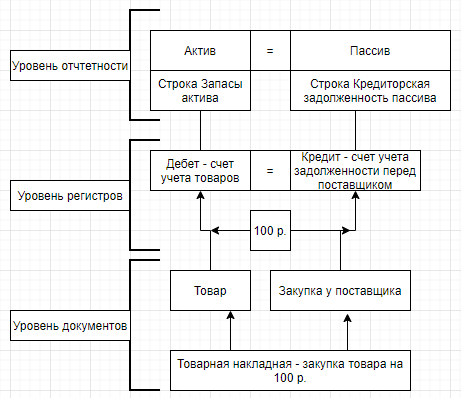 Уровень отчтетности
Актив
=
Пассив
Строка Запасы
актива
Строка Кредиторская
задолженность пассива
Уровень регистров
Дебет - счет
учета товаров
=
Кредит - счет учета
задолженности перед
поставщиком
100 р.
Уровень документов
Товар
Закупка у поставщика
Товарная накладная - закупка товара на
100 р.